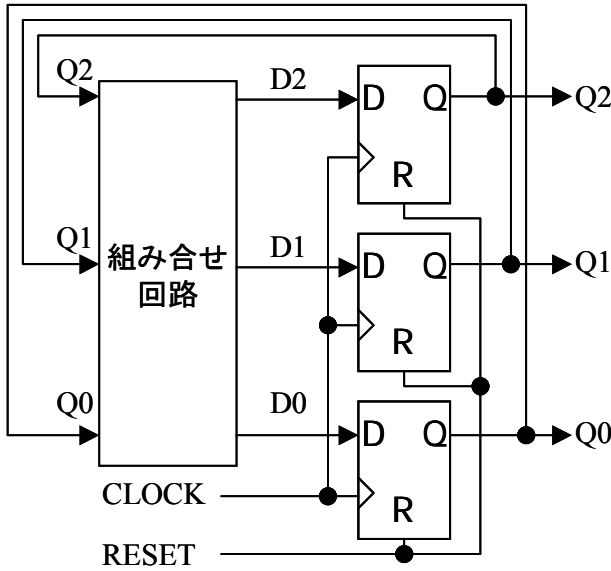 Q2
D2
D
Q
Q2
R
Q1
組み合せ
回路
D1
D
Q
Q1
R
Q0
D0
D
Q
Q0
R
CLOCK
RESET